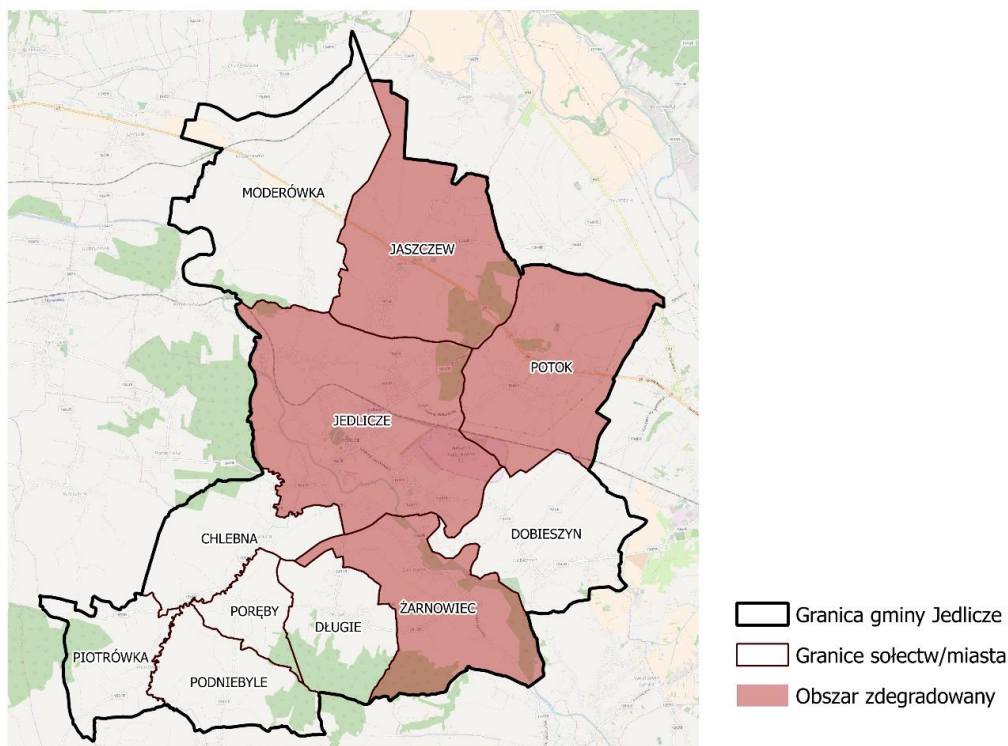 MODERÓWKA
JASZCZEW
POTOK
JEDLICZE
DOBIESZYN
CHLEBNA
PORĘBY
DŁUGIE
ŻARNOWIEC
PIOTRÓWKA
PODNIEBYLE
Granica gminy Jedlicze
Granice sołectw/miasta
Obszar zdegradowany